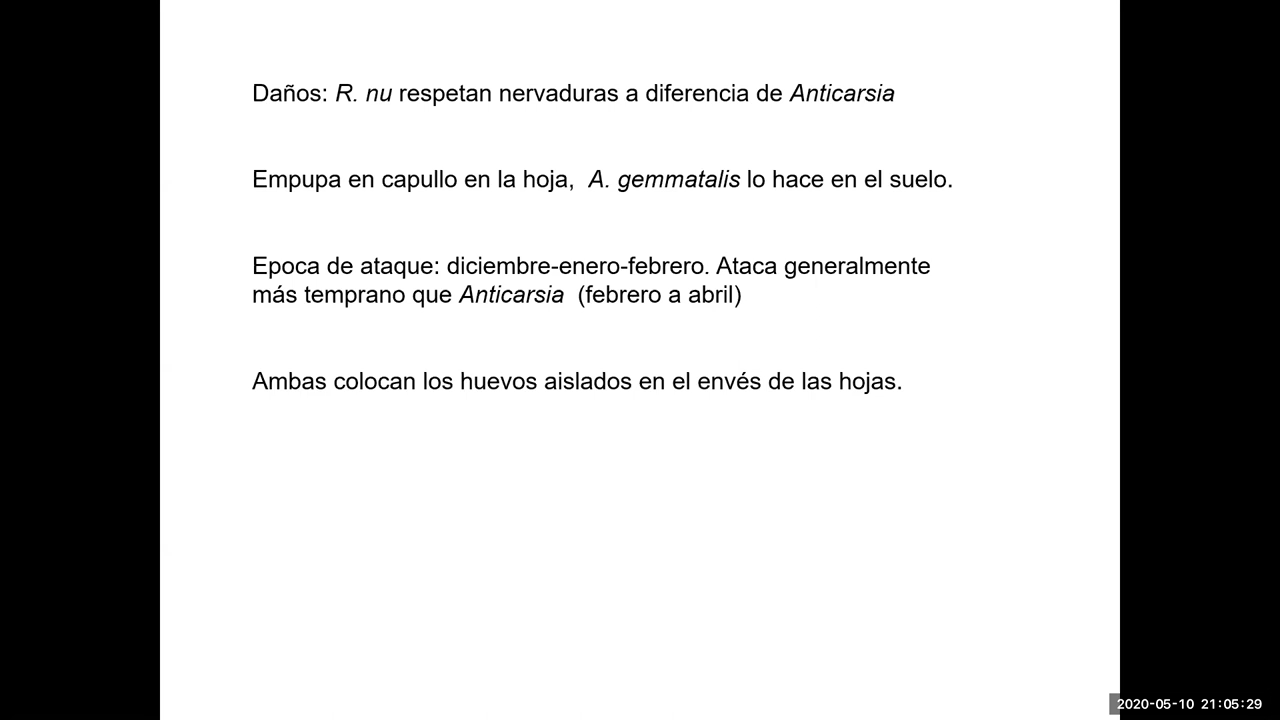 Daños: R. nu respetan nervaduras a diferencia de Anticarsia
Empupa en capullo en la hoja, A. gemmatalis lo hace en el suelo.
Epoca de ataque: diciembre-enero-febrero. Ataca generalmente
más temprano que Anticarsia (febrero a abril)
Ambas colocan los huevos aislados en el envés de las hojas.
2020-05-10 21:05:29